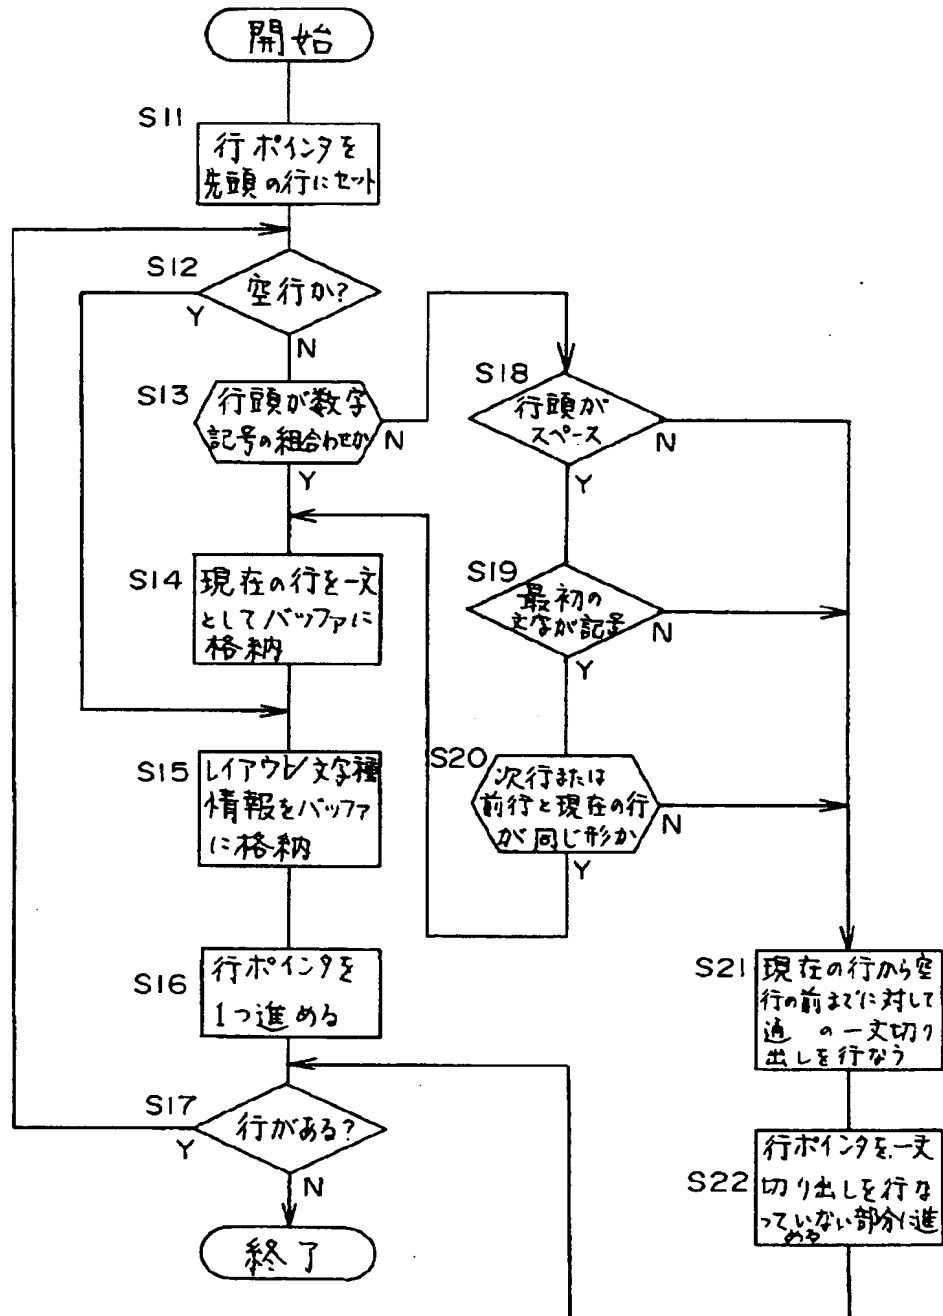 開始
S11
行ポインタを
先頭の行にセット
S12
空行か?
Y
N
S13
行頭が数字
記号の組合わせか
N
Y
S14
現在の行を一文
としてバッファに
格納
S15
レイアウト/文字種
情報をバッファ
に格納
S16
行ポインタを
1つ進める
S17
行がある?
Y
N
終了
S18
行頭が
スペース
N
Y
S19
最初の
文字が記号
N
Y
S20
次行または
前行と現在の行
が同じ形か
N
Y
S21
現在の行から空
行の前までに対して
通 の一文切り
出しを行なう
S22
行ポインタを一文
切り出しを行な
っていない部分に進
める